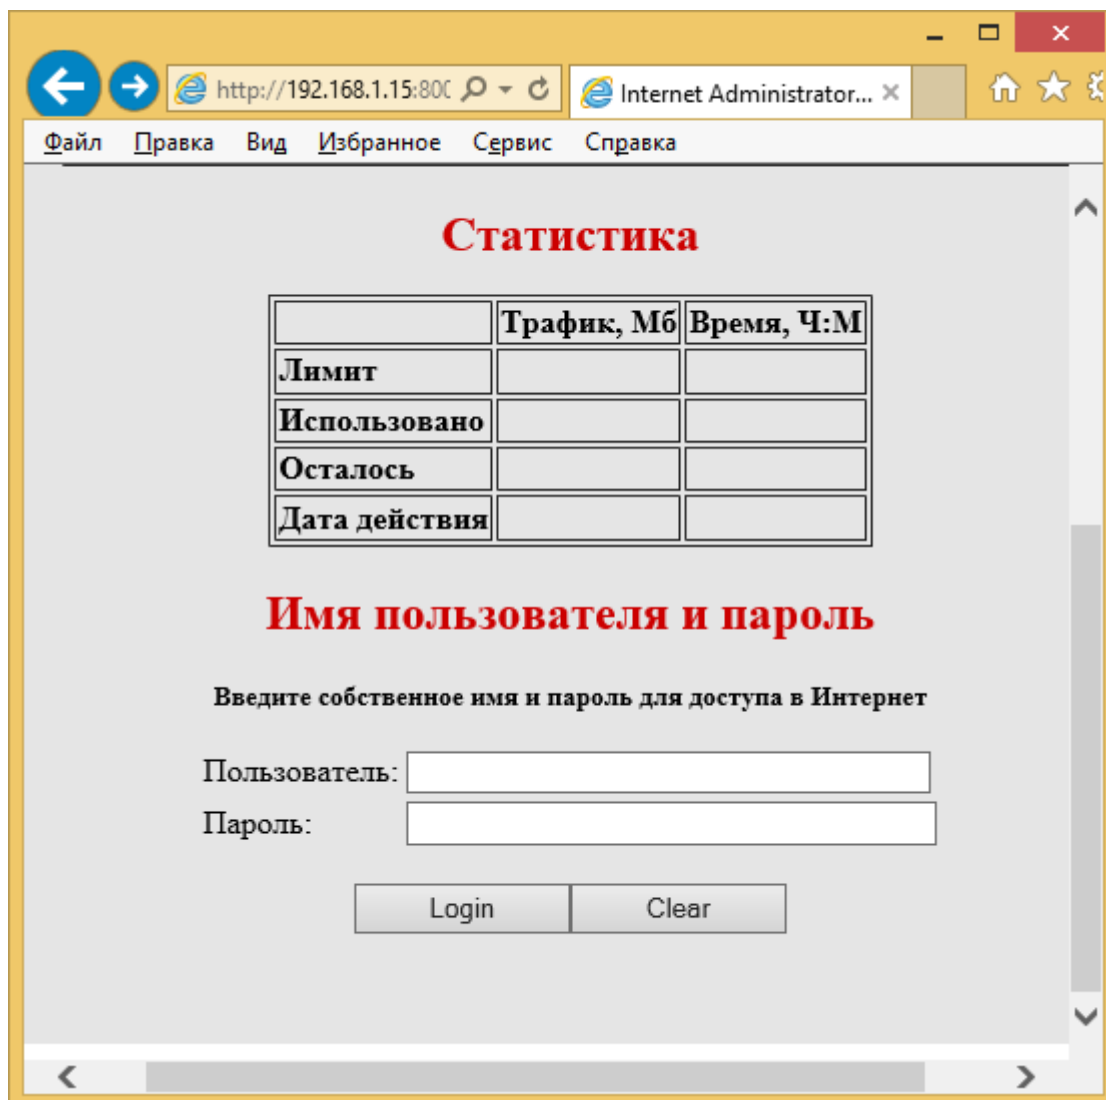 http://192.168.1.15:800
Internet Administrator...
Файл Правка Вид Избранное Сервис Справка
Статистика
Трафик, Мб Время, Ч:М
Лимит
Использовано
Осталось
Дата действия
Имя пользователя и пароль
Введите собственное имя и пароль для доступа в Интернет
Пользователь:
Пароль:
Login Clear